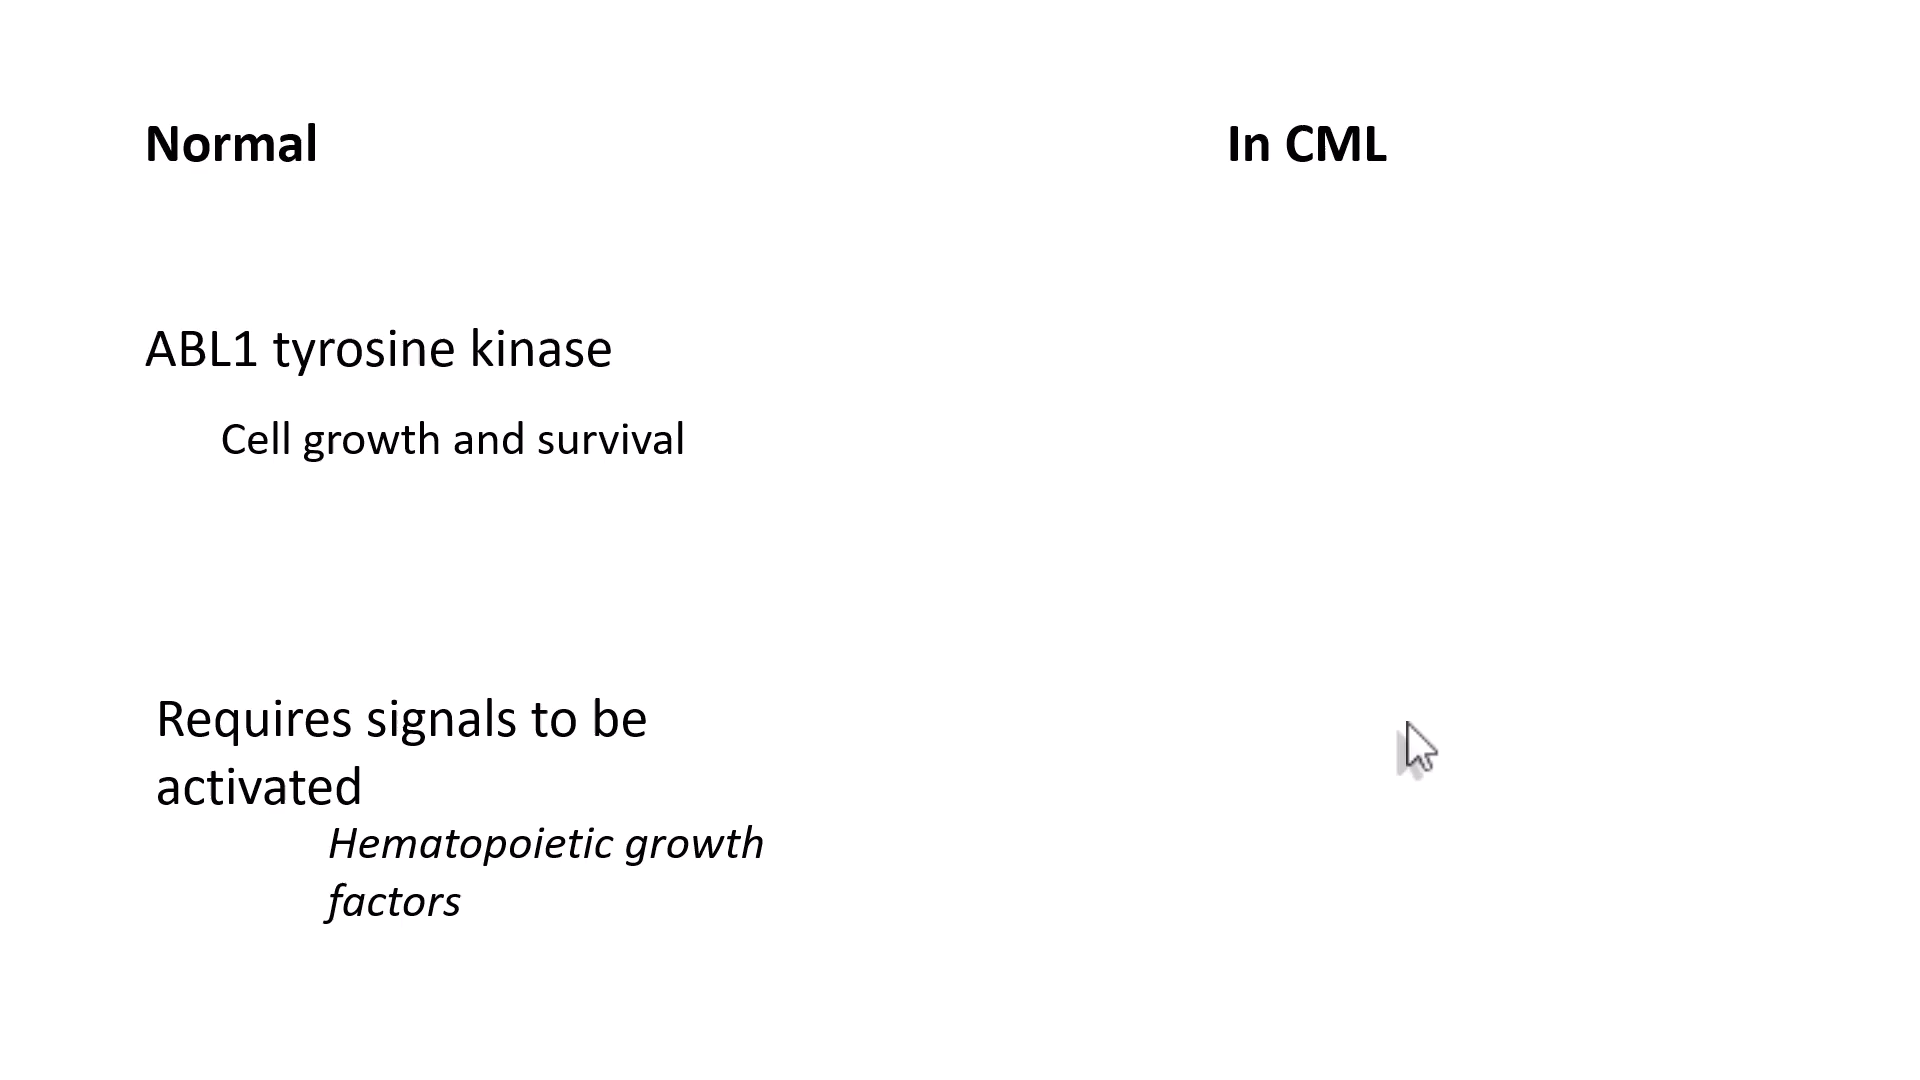 Normal
In CML
ABL1 tyrosine kinase
Cell growth and survival
Requires signals to be
activated
Hematopoietic growth
factors